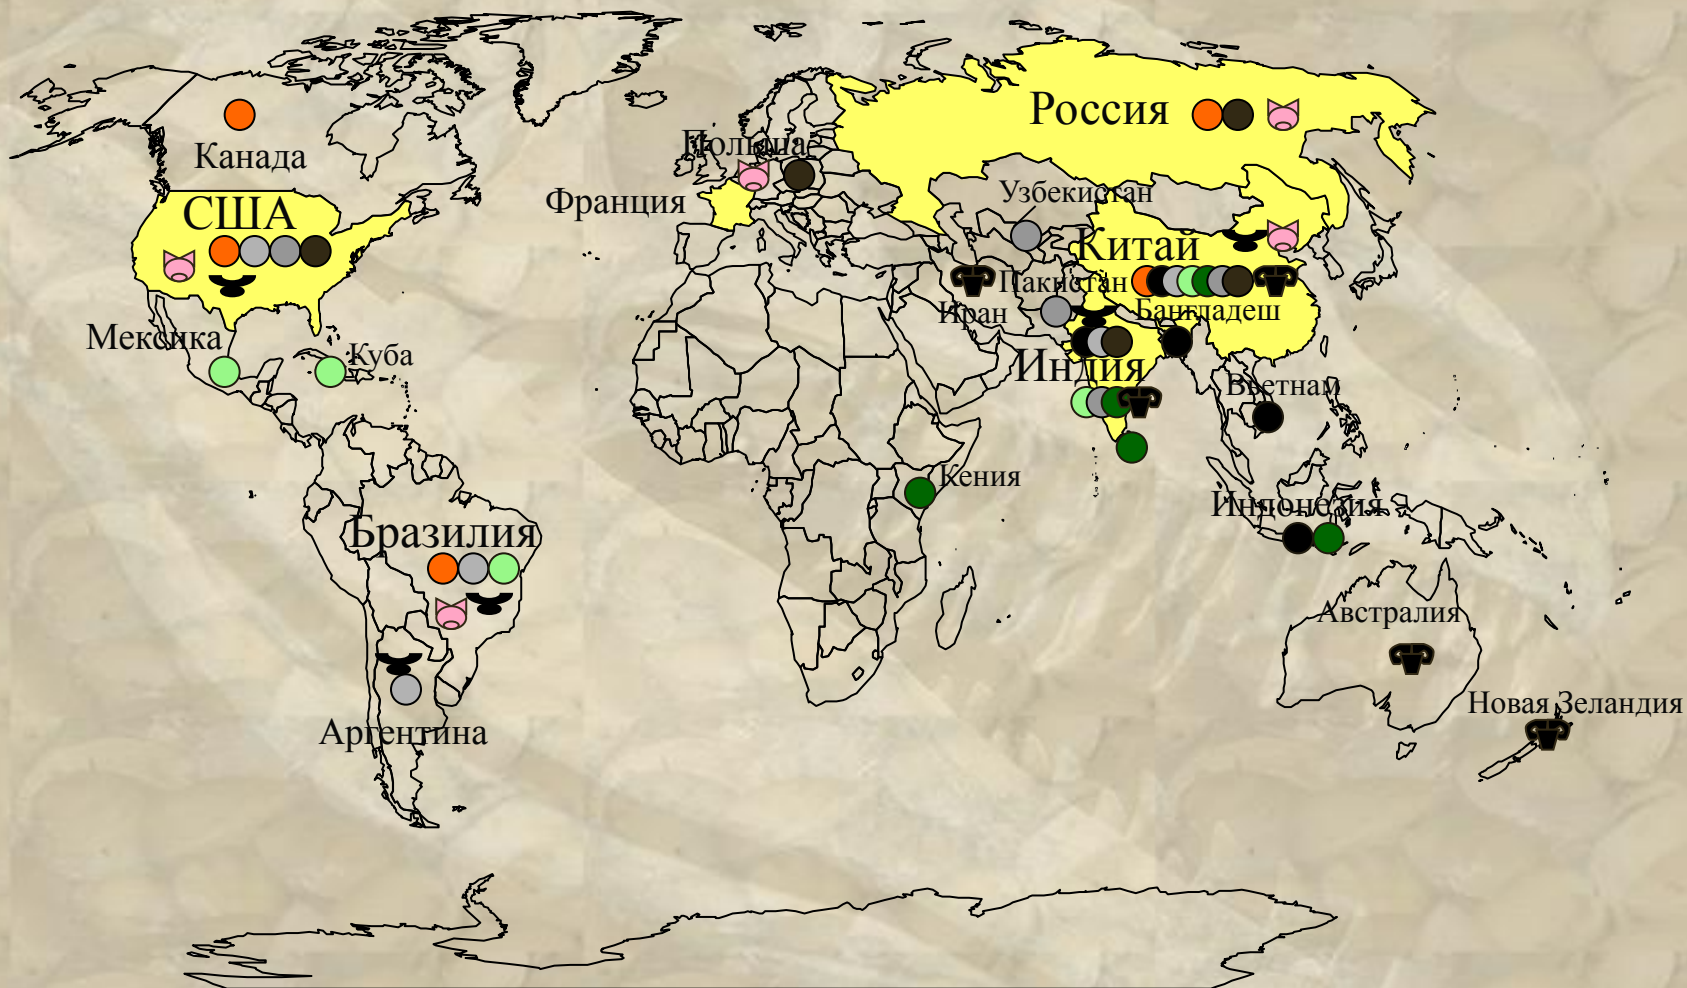 Россия
Канада
Польша
Узбекистан
Франция
США
Китай
Пакистан
Иран
Бангладеш
Мексика
Куба
Индия
Вьетнам
Кения
Индонезия
Бразилия
Австралия
Новая Зеландия
Аргентина